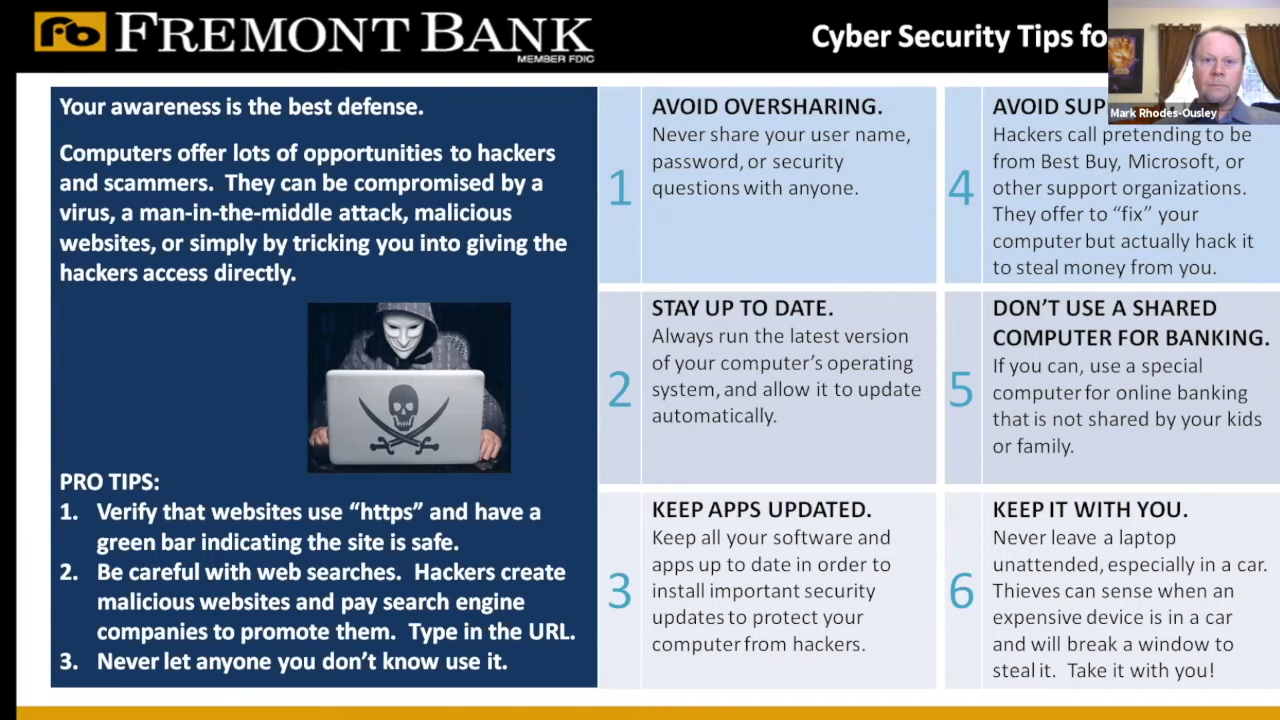 fb FREMONT BANK
MEMBER FDIC
Cyber Security Tips fo
Mark Rhodes-Ousley
Your awareness is the best defense.
Computers offer lots of opportunities to hackers
and scammers. They can be compromised by a
virus, a man-in-the-middle attack, malicious
websites, or simply by tricking you into giving the
hackers access directly.
PRO TIPS:
1. Verify that websites use “https” and have a
green bar indicating the site is safe.
2. Be careful with web searches. Hackers create
malicious websites and pay search engine
companies to promote them. Type in the URL.
3. Never let anyone you don’t know use it.
1
AVOID OVERSHARING.
Never share your user name,
password, or security
questions with anyone.
2
STAY UP TO DATE.
Always run the latest version
of your computer’s operating
system, and allow it to update
automatically.
3
KEEP APPS UPDATED.
Keep all your software and
apps up to date in order to
install important security
updates to protect your
computer from hackers.
4
AVOID SUP
Hackers call pretending to be
from Best Buy, Microsoft, or
other support organizations.
They offer to “fix” your
computer but actually hack it
to steal money from you.
5
DON’T USE A SHARED
COMPUTER FOR BANKING.
If you can, use a special
computer for online banking
that is not shared by your kids
or family.
6
KEEP IT WITH YOU.
Never leave a laptop
unattended, especially in a car.
Thieves can sense when an
expensive device is in a car
and will break a window to
steal it. Take it with you!